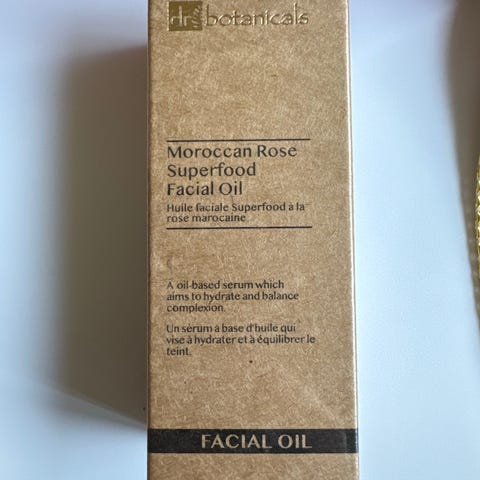 dr botanicals
Moroccan Rose
Superfood
Facial Oil
Huile faciale Superfood à la
rose marocaine
A oil-based serum which
aims to hydrate and balance
complexion.
Un sérum à base d'huile qui
vise à hydrater et à équilibrer le
teint.
FACIAL OIL